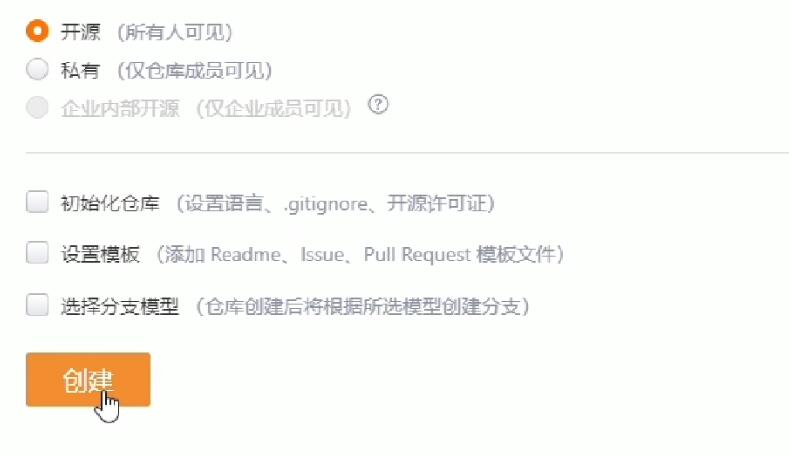 开源（所有人可见）
私有（仅仓库成员可见）
企业内部开源（仅企业成员可见） ?
初始化仓库（设置语言、.gitignore、开源许可证）
设置模板（添加 Readme、Issue、Pull Request 模板文件）
选择分支模型（仓库创建后将根据所选模型创建分支）
创建